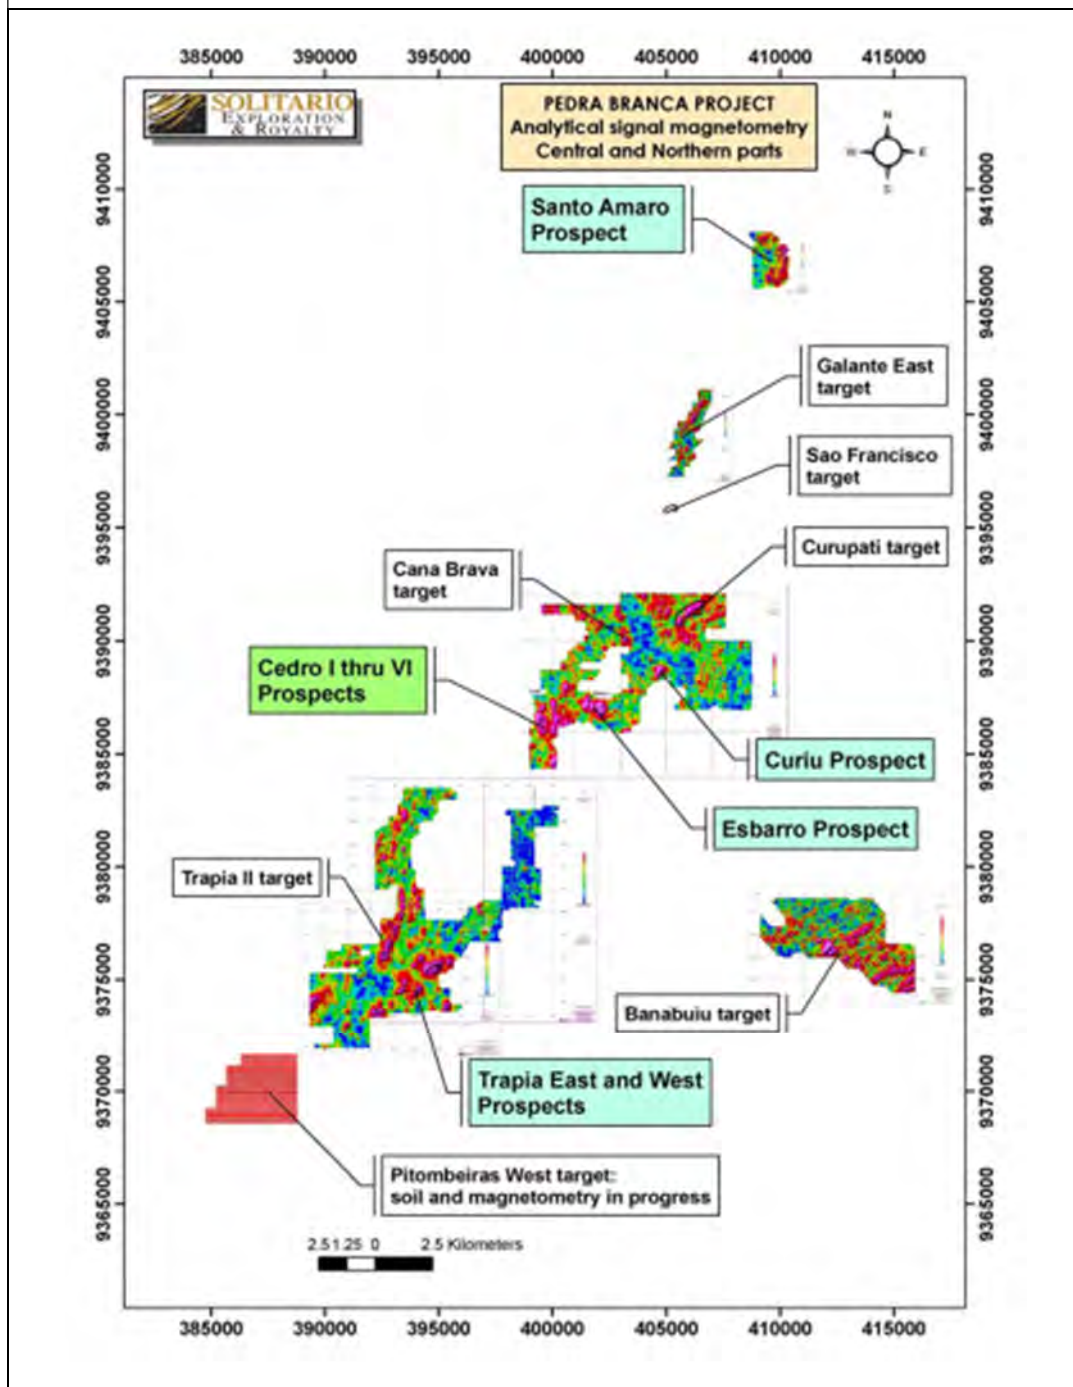 385000 390000 395000 400000 405000 410000 415000
SOLITARIO
EXPLORATION
& ROYALTY
PEDRA BRANCA PROJECT
Analytical signal magnetometry
Central and Northern parts
N
E
S
9410000 9410000
Santo Amaro
Prospect
9405000 9405000
Galante East
target
9400000 9400000
Sao Francisco
target
9395000 9395000
Curupati target
Cana Brava
target
9390000 9390000
Cedro I thru VI
Prospects
9385000 9385000
Curiu Prospect
Esbarro Prospect
9380000 9380000
Trapia II target
9375000 9375000
Banabuiu target
Trapia East and West
Prospects
9370000 9370000
Pitombeiras West target:
soil and magnetometry in progress
9365000 9365000
2.5 1.25 0 2.5 Kilometers
385000 390000 395000 400000 405000 410000 415000